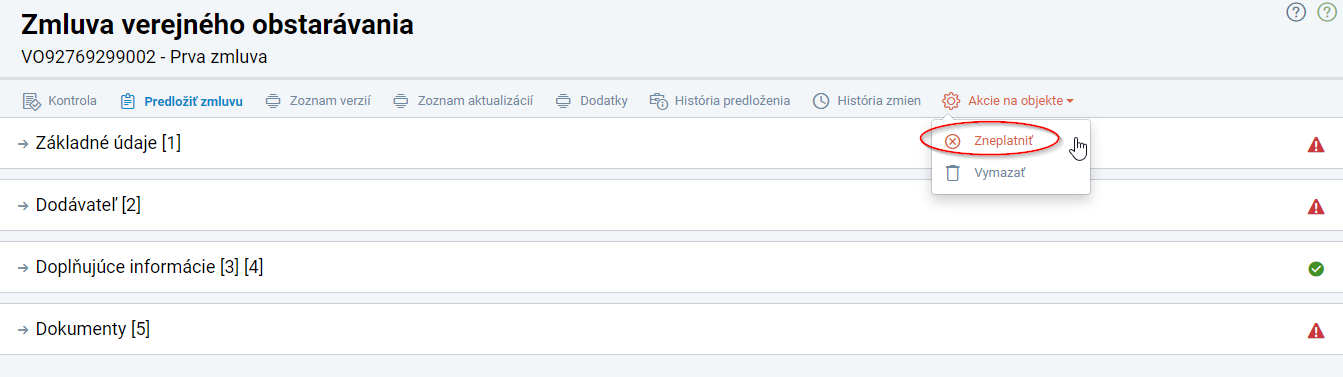 Zmluva verejného obstarávania
VO92769299002 - Prva zmluva
Kontrola Predložiť zmluvu Zoznam verzií Zoznam aktualizácií Dodatky História predloženia História zmien Akcie na objekte
Zneplatniť
Vymazať
Základné údaje [1]
Dodávateľ [2]
Doplňujúce informácie [3] [4]
Dokumenty [5]